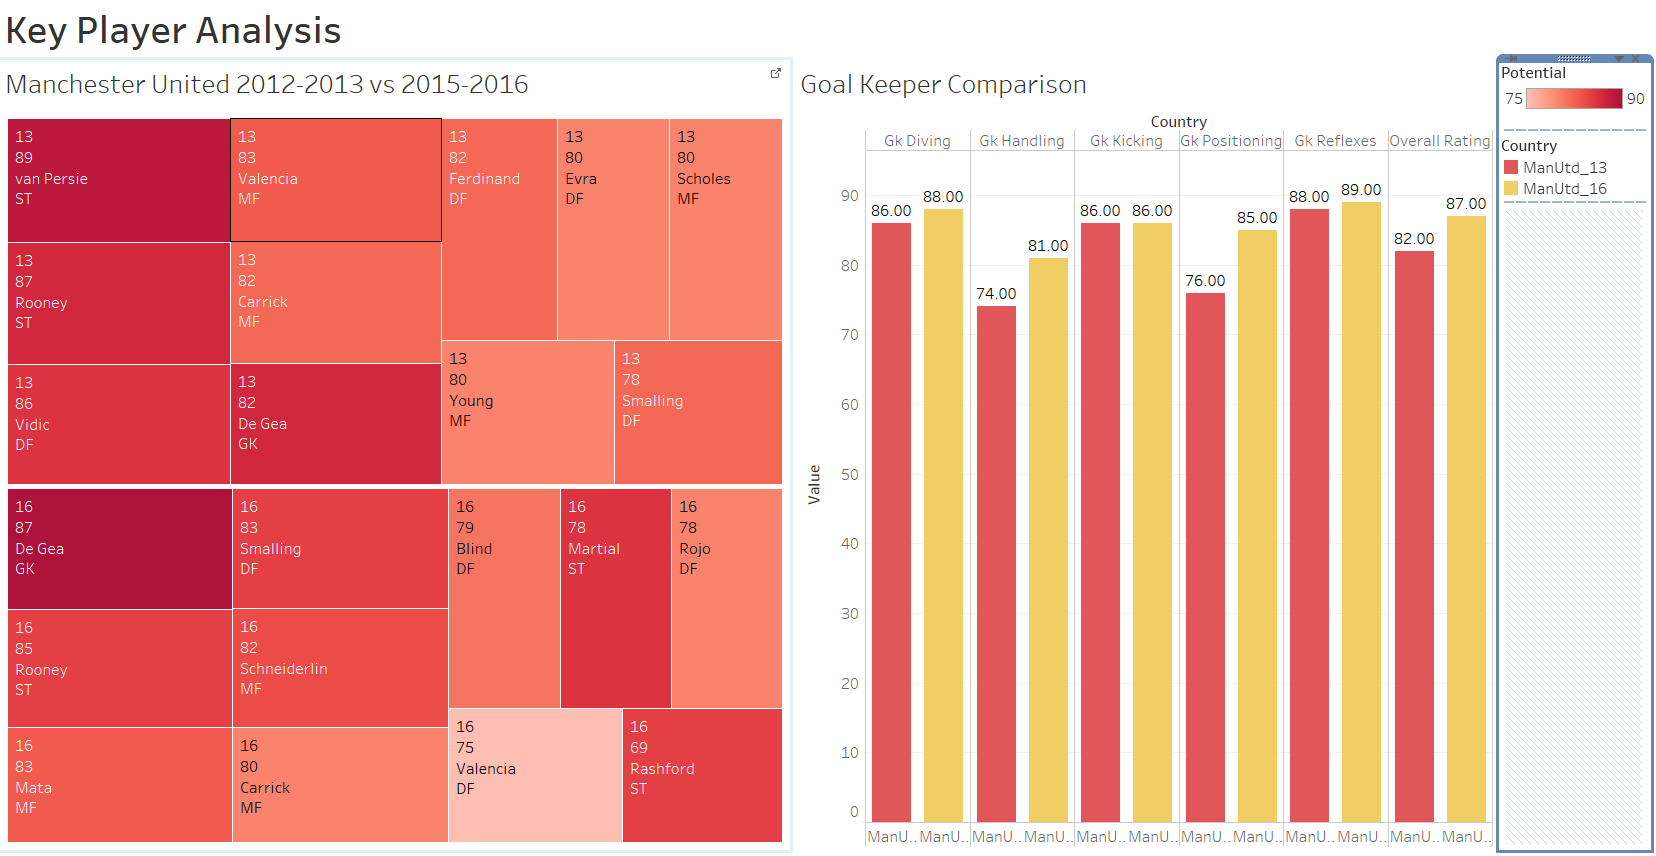 Key Player Analysis
Manchester United 2012-2013 vs 2015-2016
13
89
van Persie
ST
13
83
Valencia
MF
13
82
Ferdinand
DF
13
80
Evra
DF
13
80
Scholes
MF
13
87
Rooney
ST
13
82
Carrick
MF
13
86
Vidic
DF
13
82
De Gea
GK
13
80
Young
MF
13
78
Smalling
DF
16
87
De Gea
GK
16
83
Smalling
DF
16
79
Blind
DF
16
78
Martial
ST
16
78
Rojo
DF
16
85
Rooney
ST
16
82
Schneiderlin
MF
16
83
Mata
MF
16
80
Carrick
MF
16
75
Valencia
DF
16
69
Rashford
ST
Goal Keeper Comparison
Country
Gk Diving Gk Handling Gk Kicking Gk Positioning Gk Reflexes Overall Rating
Value
90
80
70
60
50
40
30
20
10
0
86.00 88.00 74.00 81.00 86.00 86.00 76.00 85.00 88.00 89.00 82.00 87.00
ManU.. ManU.. ManU.. ManU.. ManU.. ManU.. ManU.. ManU.. ManU.. ManU.. ManU.. ManU..
Potential
75 90
Country
ManUtd_13
ManUtd_16